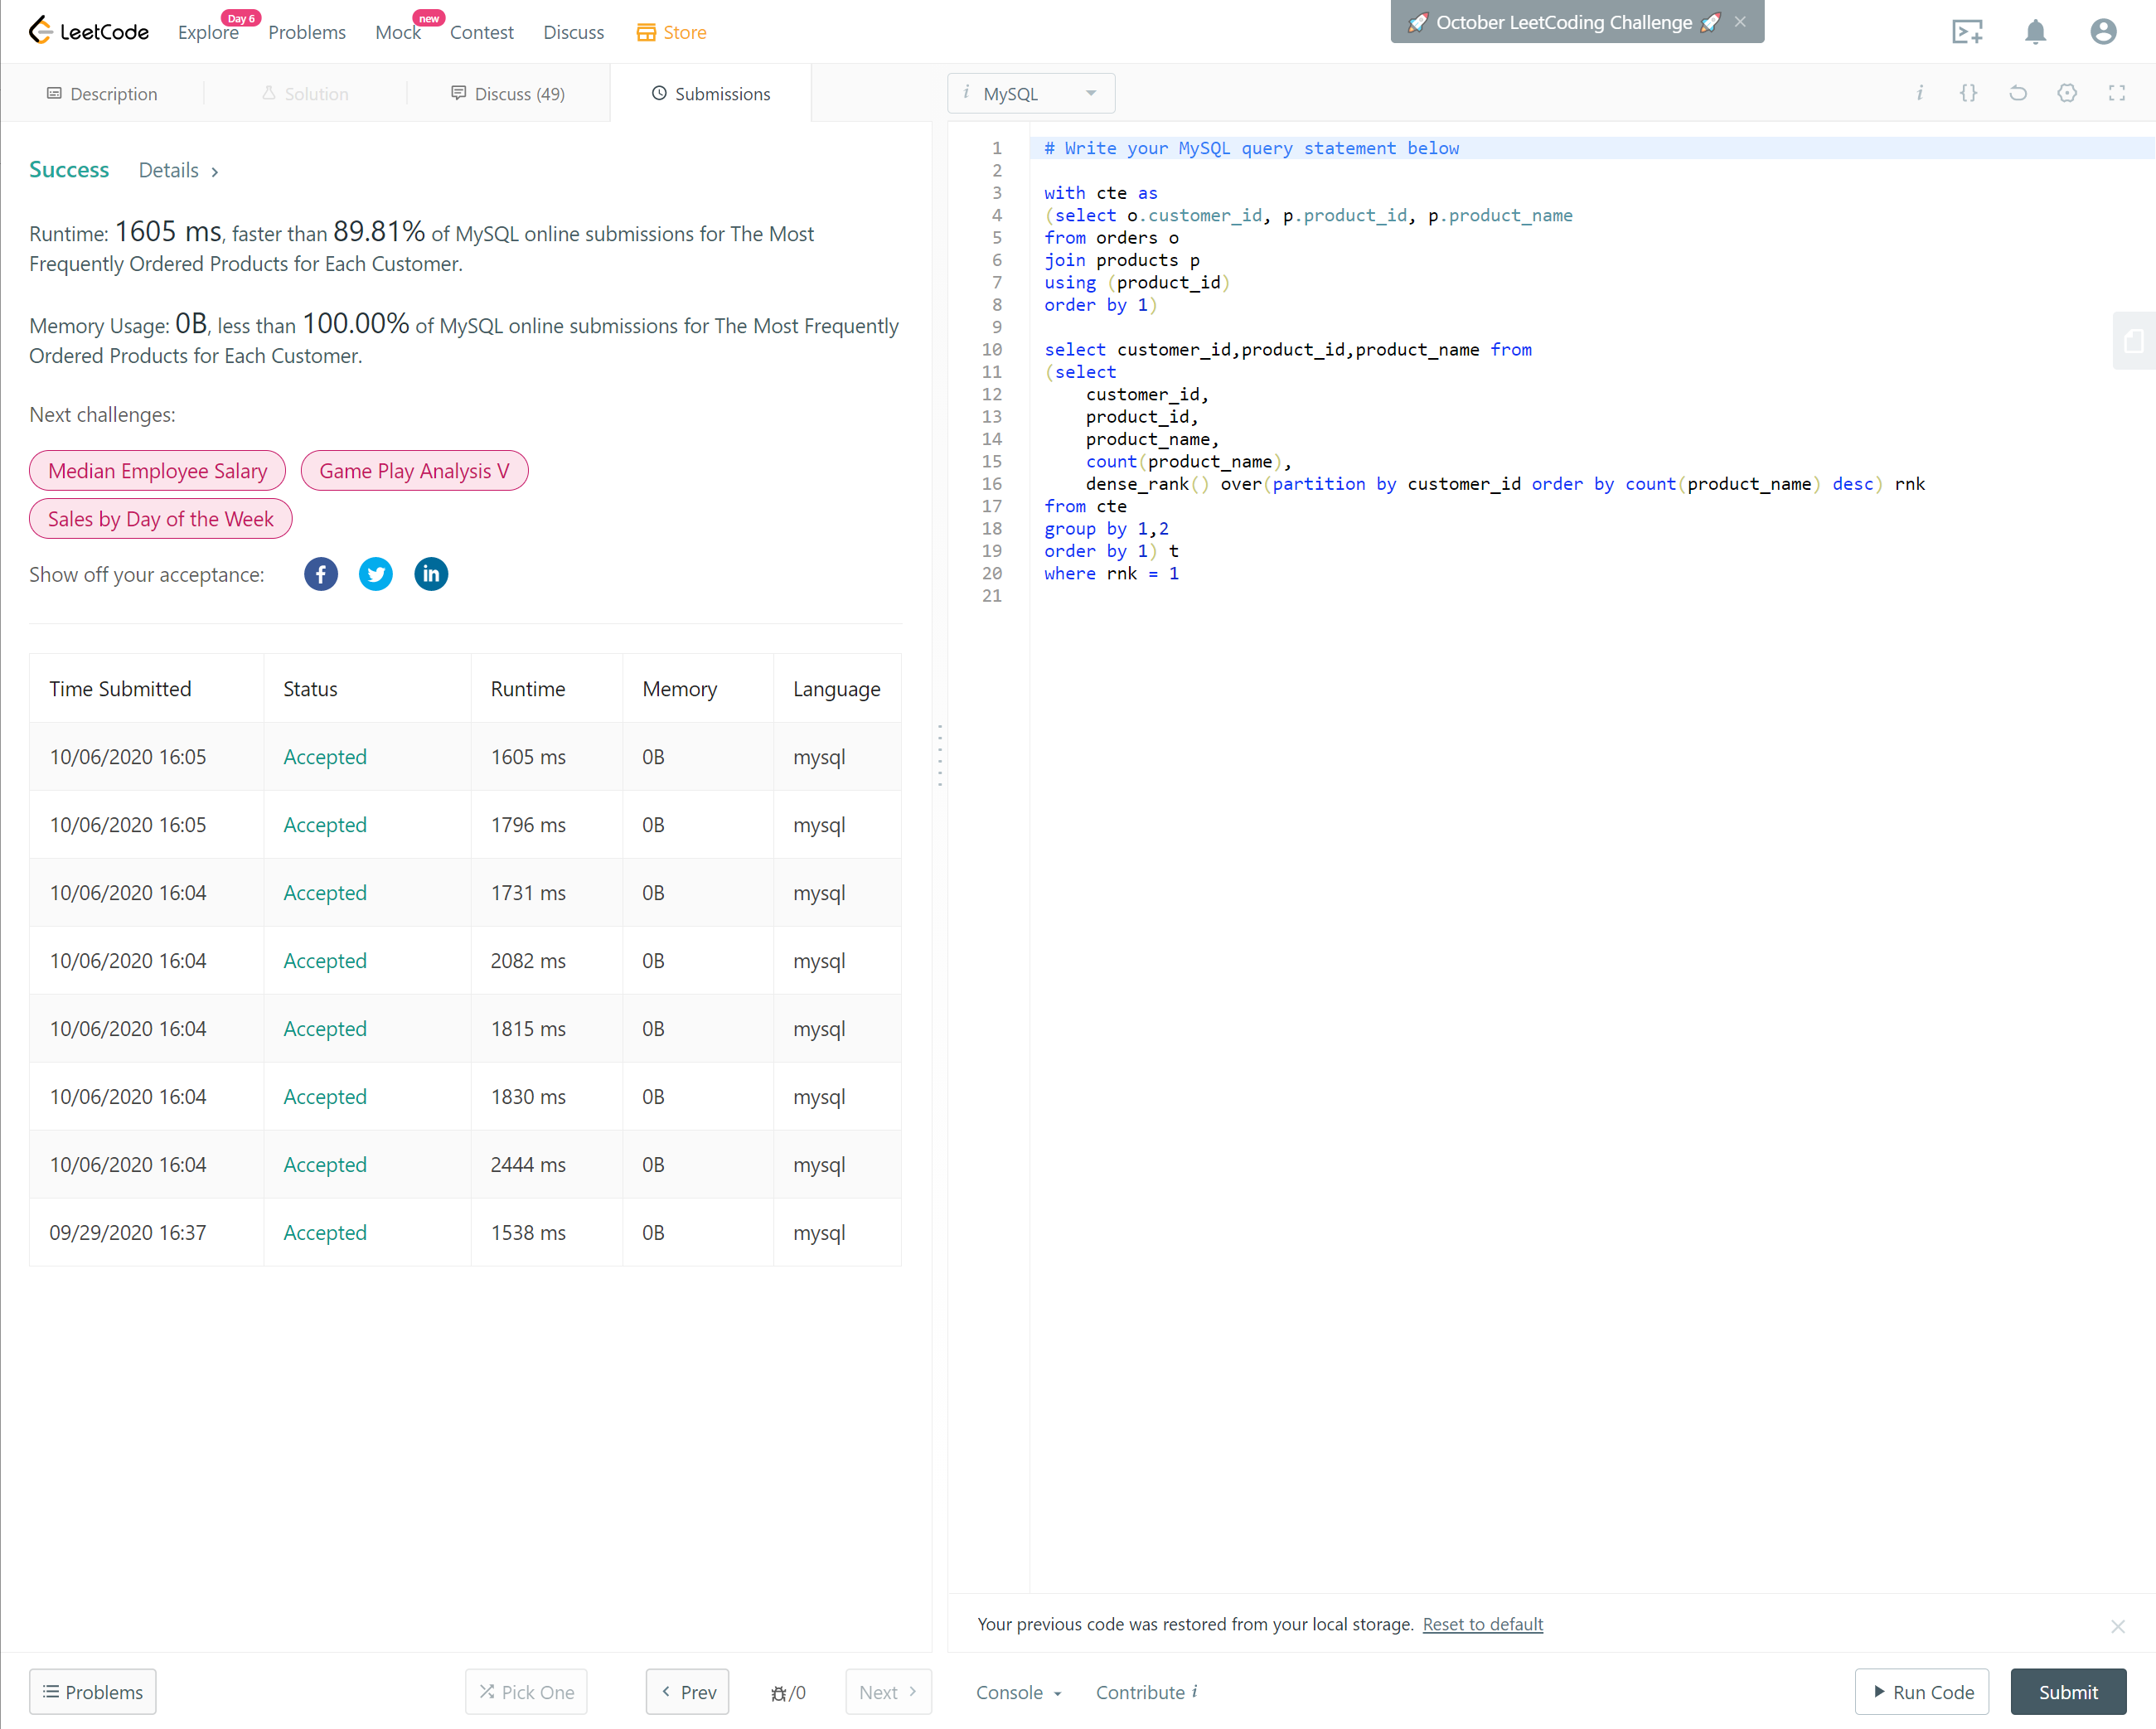 LeetCode
Explore
Day 6
Problems
Mock
new
Contest
Discuss
Store
🚀 October LeetCoding Challenge 🚀
Description
Solution
Discuss (49)
Submissions
i MySQL
Success
Details
Runtime: 1605 ms, faster than 89.81% of MySQL online submissions for The Most
Frequently Ordered Products for Each Customer.
Memory Usage: 0B, less than 100.00% of MySQL online submissions for The Most Frequently
Ordered Products for Each Customer.
Next challenges:
Median Employee Salary
Game Play Analysis V
Sales by Day of the Week
Show off your acceptance:
Time Submitted Status Runtime Memory Language
10/06/2020 16:05 Accepted 1605 ms 0B mysql
10/06/2020 16:05 Accepted 1796 ms 0B mysql
10/06/2020 16:04 Accepted 1731 ms 0B mysql
10/06/2020 16:04 Accepted 2082 ms 0B mysql
10/06/2020 16:04 Accepted 1815 ms 0B mysql
10/06/2020 16:04 Accepted 1830 ms 0B mysql
10/06/2020 16:04 Accepted 2444 ms 0B mysql
09/29/2020 16:37 Accepted 1538 ms 0B mysql
1 # Write your MySQL query statement below
2
3 with cte as
4 (select o.customer_id, p.product_id, p.product_name
5 from orders o
6 join products p
7 using (product_id)
8 order by 1)
9
10 select customer_id,product_id,product_name from
11 (select
12     customer_id,
13     product_id,
14     product_name,
15     count(product_name),
16     dense_rank() over(partition by customer_id order by count(product_name) desc) rnk
17 from cte
18 group by 1,2
19 order by 1) t
20 where rnk = 1
21
Your previous code was restored from your local storage. Reset to default
Problems
Pick One
Prev
/0
Next
Console
Contribute i
Run Code
Submit